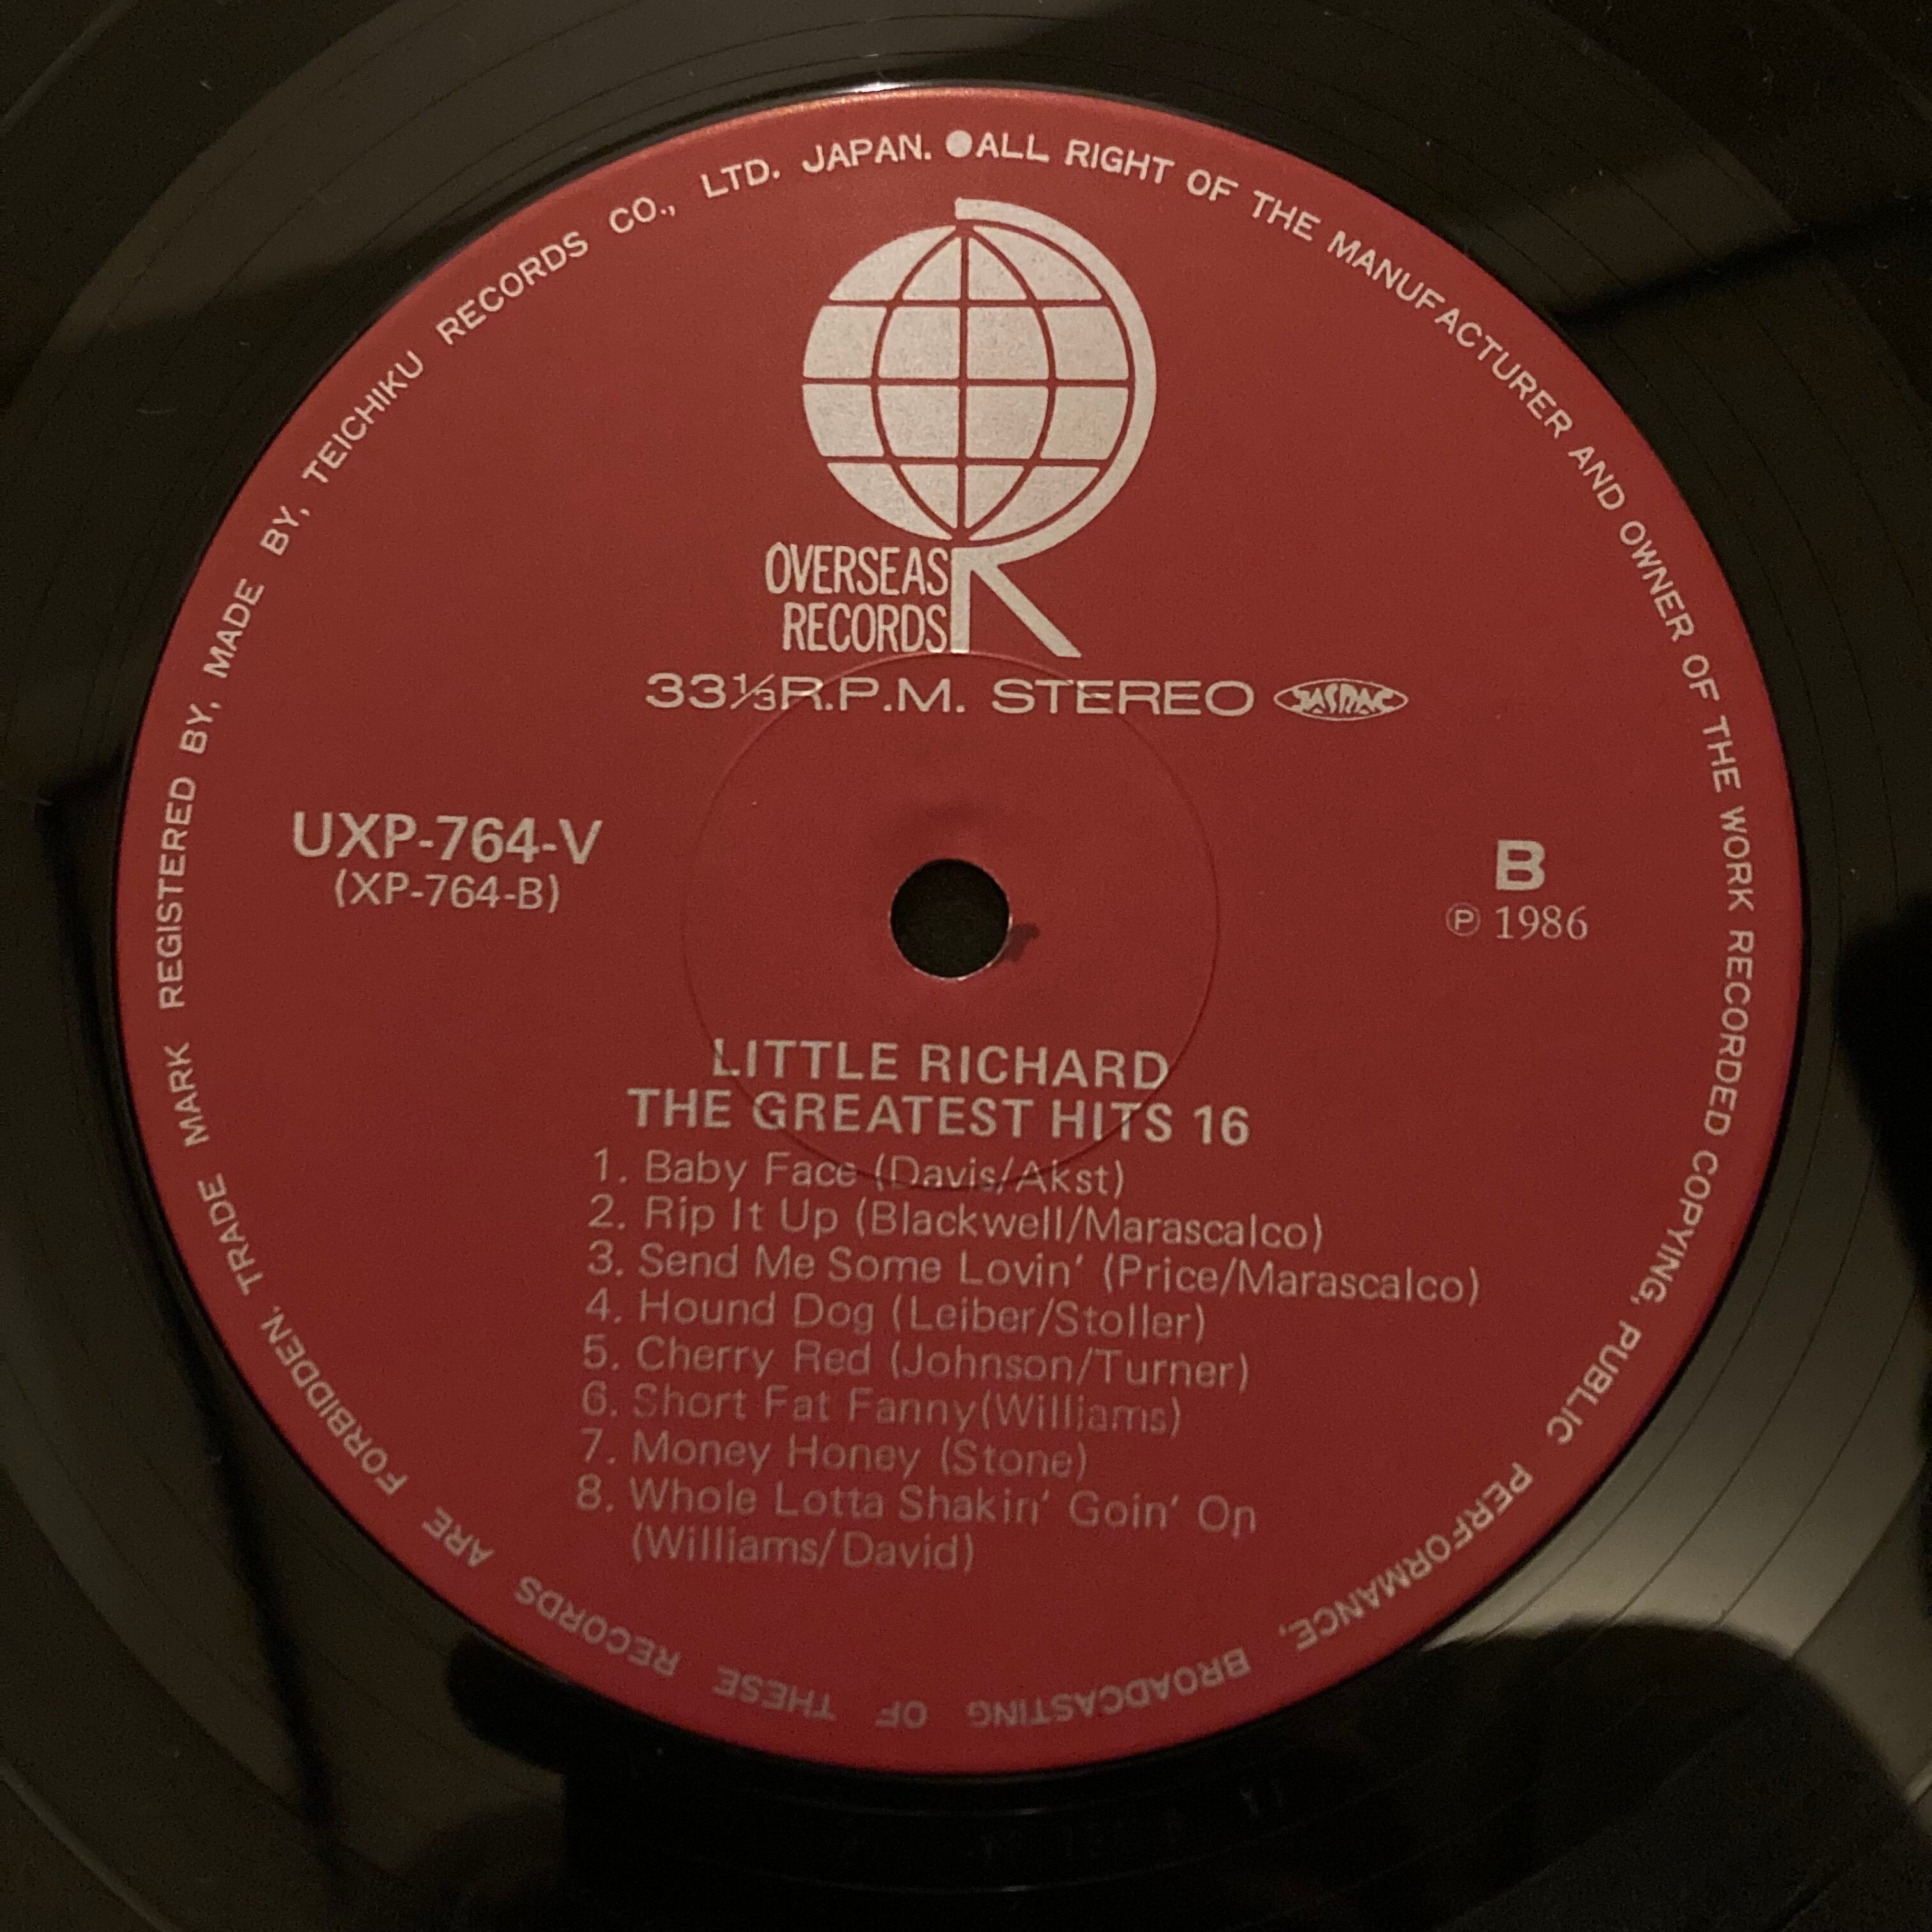 TRADE MARK REGISTERED BY, MADE BY, TEICHIKU RECORDS CO., LTD. JAPAN. ●ALL RIGHT OF THE MANUFACTURER AND OWNER OF THE WORK RECORDED COPYING, PUBLIC PERFORMANCE, BROADCASTING OF THESE RECORDS ARE FORBIDDEN.
OVERSEAS
RECORDS
33⅓R.P.M. STEREO JASRAC
UXP-764-V
(XP-764-B)
B
℗ 1986
LITTLE RICHARD
THE GREATEST HITS 16
1. Baby Face (Davis/Akst)
2. Rip It Up (Blackwell/Marascalco)
3. Send Me Some Lovin' (Price/Marascalco)
4. Hound Dog (Leiber/Stoller)
5. Cherry Red (Johnson/Turner)
6. Short Fat Fanny(Williams)
7. Money Honey (Stone)
8. Whole Lotta Shakin' Goin' On
(Williams/David)